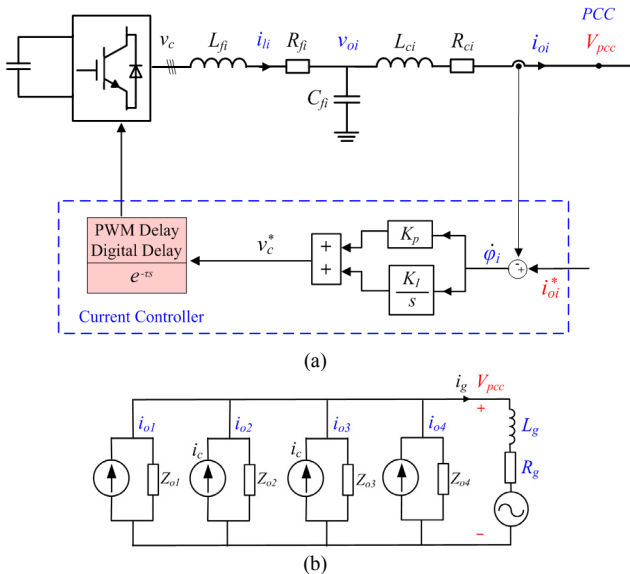 PCC
v_c L_fi i_li R_fi v_oi L_ci R_ci i_oi V_pcc
C_fi
PWM Delay
Digital Delay
e^-τs
v_c^*
+
+
K_p
K_I
s
φ̇_i
- +
i_oi^*
Current Controller
(a)
i_g V_pcc
i_o1 i_o2 i_o3 i_o4 +
L_g
i_c i_c
Z_o1 Z_o2 Z_o3 Z_o4
R_g
−
(b)